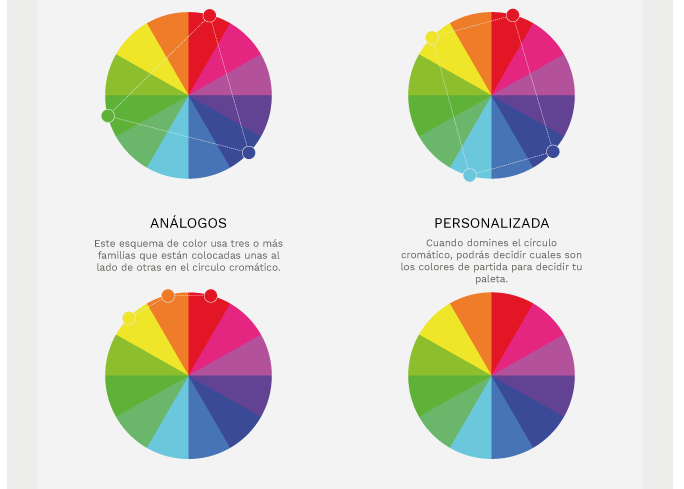 ANÁLOGOS
Este esquema de color usa tres o más
familias que están colocadas unas al
lado de otras en el circulo cromático.
PERSONALIZADA
Cuando domines el círculo
cromático, podrás decidir cuales son
los colores de partida para decidir tu
paleta.